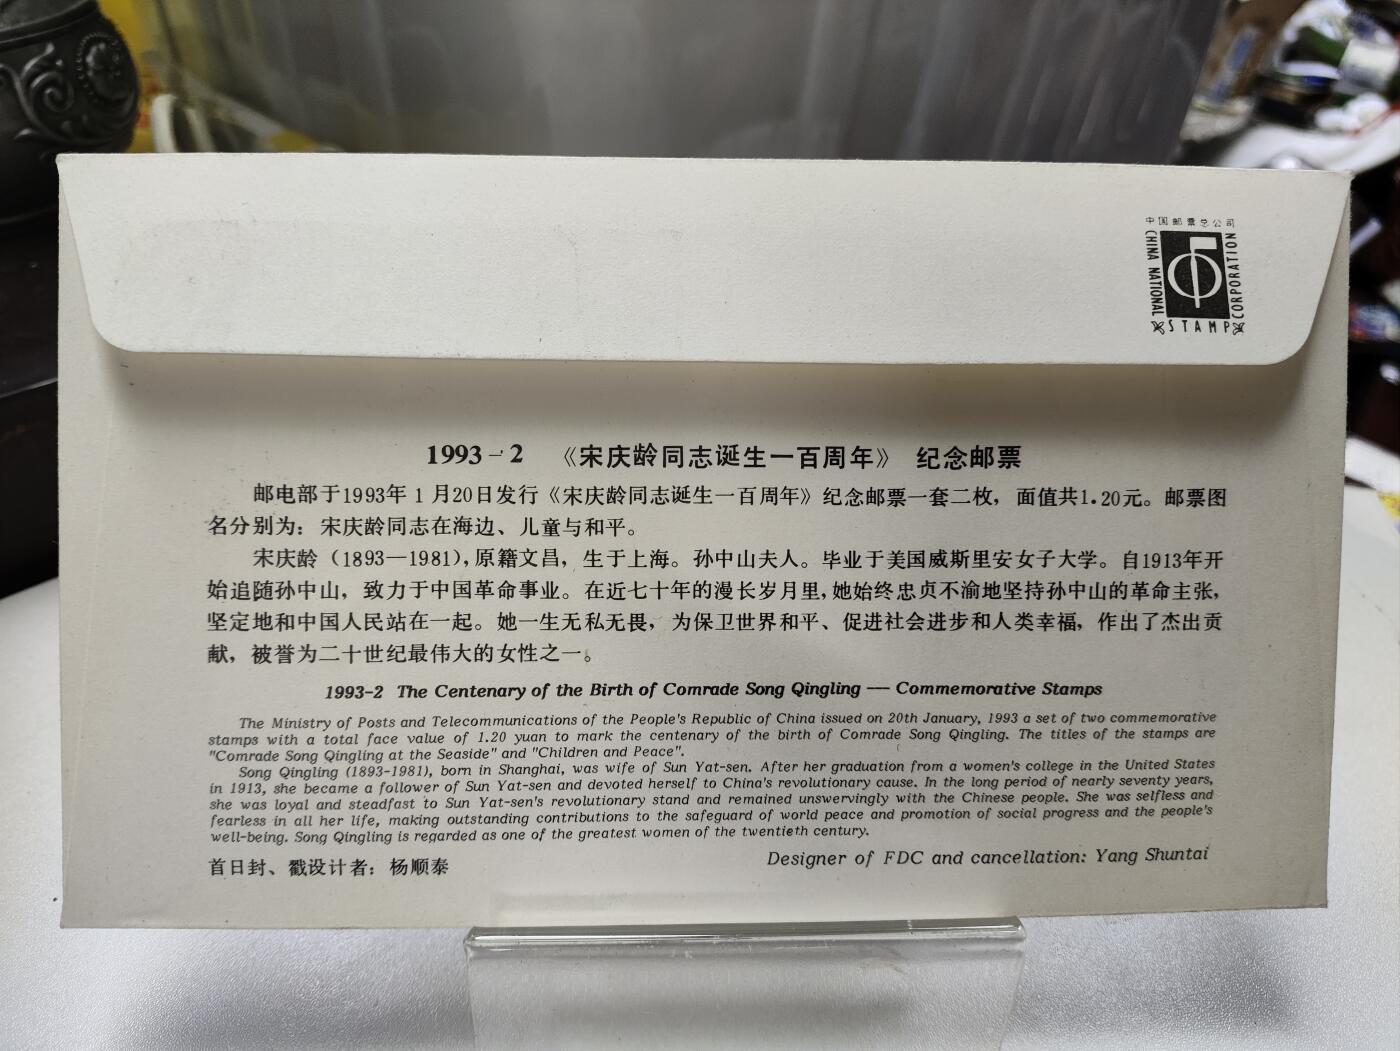 中国邮票总公司
CHINA NATIONAL
STAMP
CORPORATION
1993-2 《宋庆龄同志诞生一百周年》 纪念邮票
邮电部于1993年1月20日发行《宋庆龄同志诞生一百周年》纪念邮票一套二枚，面值共1.20元。邮票图
名分别为：宋庆龄同志在海边、儿童与和平。
宋庆龄（1893—1981），原籍文昌，生于上海。孙中山夫人。毕业于美国威斯里安女子大学。自1913年开
始追随孙中山，致力于中国革命事业。在近七十年的漫长岁月里，她始终忠贞不渝地坚持孙中山的革命主张，
坚定地和中国人民站在一起。她一生无私无畏，为保卫世界和平、促进社会进步和人类幸福，作出了杰出贡
献，被誉为二十世纪最伟大的女性之一。
1993-2 The Centenary of the Birth of Comrade Song Qingling — Commemorative Stamps
The Ministry of Posts and Telecommunications of the People's Republic of China issued on 20th January, 1993 a set of two commemorative
stamps with a total face value of 1.20 yuan to mark the centenary of the birth of Comrade Song Qingling. The titles of the stamps are
"Comrade Song Qingling at the Seaside" and "Children and Peace".
Song Qingling (1893-1981), born in Shanghai, was wife of Sun Yat-sen. After her graduation from a women's college in the United States
in 1913, she became a follower of Sun Yat-sen and devoted herself to China's revolutionary cause. In the long period of nearly seventy years,
she was loyal and steadfast to Sun Yat-sen's revolutionary stand and remained unswervingly with the Chinese people. She was selfless and
fearless in all her life, making outstanding contributions to the safeguard of world peace and promotion of social progress and the people's
well-being. Song Qingling is regarded as one of the greatest women of the twentieth century.
首日封、戳设计者：杨顺泰
Designer of FDC and cancellation: Yang Shuntai